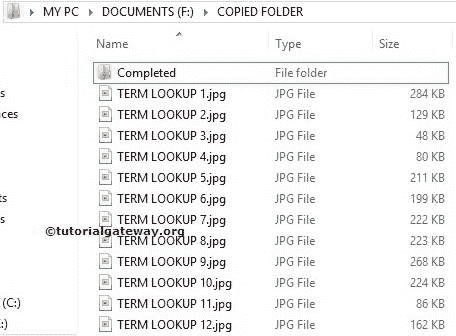 MY PC DOCUMENTS (F:) COPIED FOLDER
Name Type Size
Completed File folder
TERM LOOKUP 1.jpg JPG File 284 KB
TERM LOOKUP 2.jpg JPG File 129 KB
TERM LOOKUP 3.jpg JPG File 48 KB
s
TERM LOOKUP 4.jpg JPG File 80 KB
ces
TERM LOOKUP 5.jpg JPG File 211 KB
TERM LOOKUP 6.jpg JPG File 199 KB
ts
TERM LOOKUP 7.jpg JPG File 222 KB
s
©tutorialgateway.org
TERM LOOKUP 8.jpg JPG File 223 KB
TERM LOOKUP 9.jpg JPG File 268 KB
TERM LOOKUP 10.jpg JPG File 224 KB
(C:) TERM LOOKUP 11.jpg JPG File 86 KB
:) TERM LOOKUP 12.jpg JPG File 162 KB